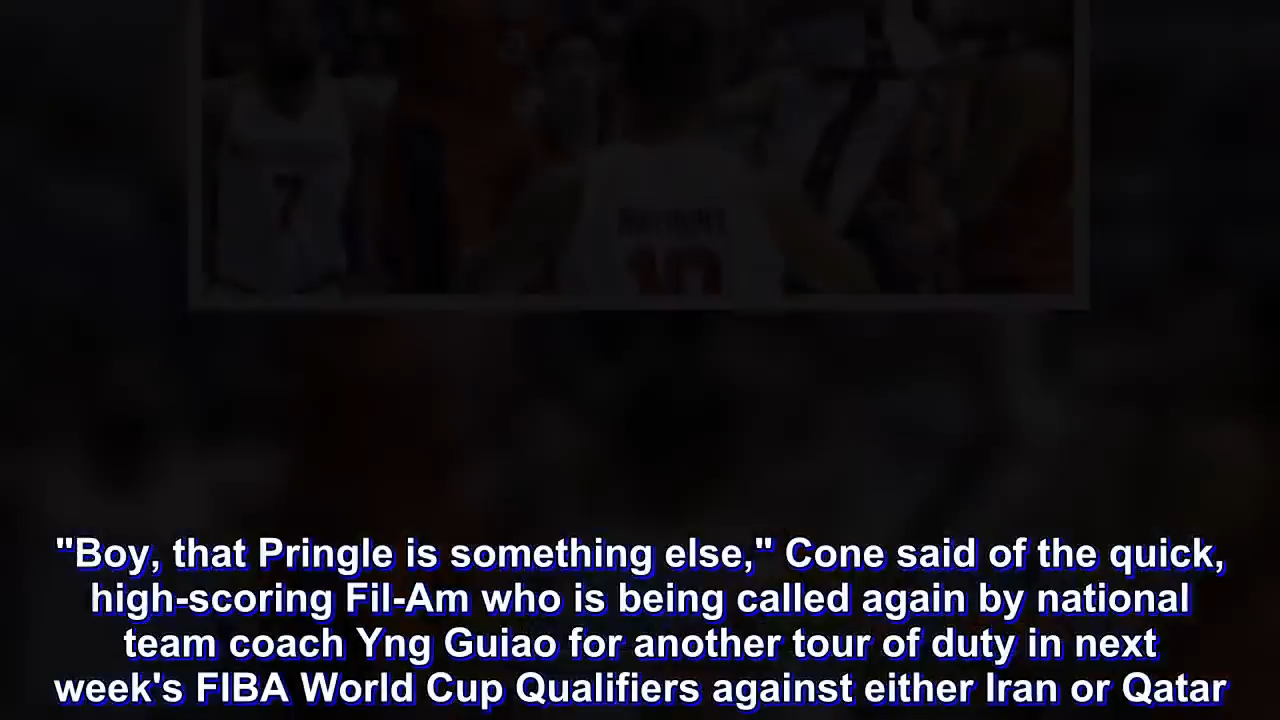 7
"Boy, that Pringle is something else," Cone said of the quick,
high-scoring Fil-Am who is being called again by national
team coach Yng Guiao for another tour of duty in next
week's FIBA World Cup Qualifiers against either Iran or Qatar